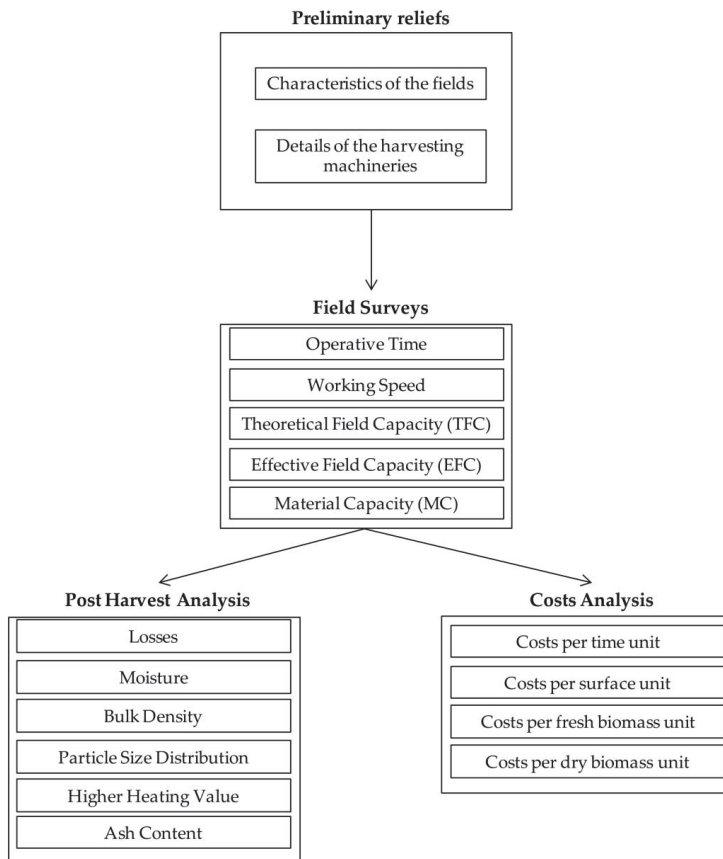 Preliminary reliefs
Characteristics of the fields
Details of the harvesting
machineries
Field Surveys
Operative Time
Working Speed
Theoretical Field Capacity (TFC)
Effective Field Capacity (EFC)
Material Capacity (MC)
Post Harvest Analysis
Losses
Moisture
Bulk Density
Particle Size Distribution
Higher Heating Value
Ash Content
Costs Analysis
Costs per time unit
Costs per surface unit
Costs per fresh biomass unit
Costs per dry biomass unit